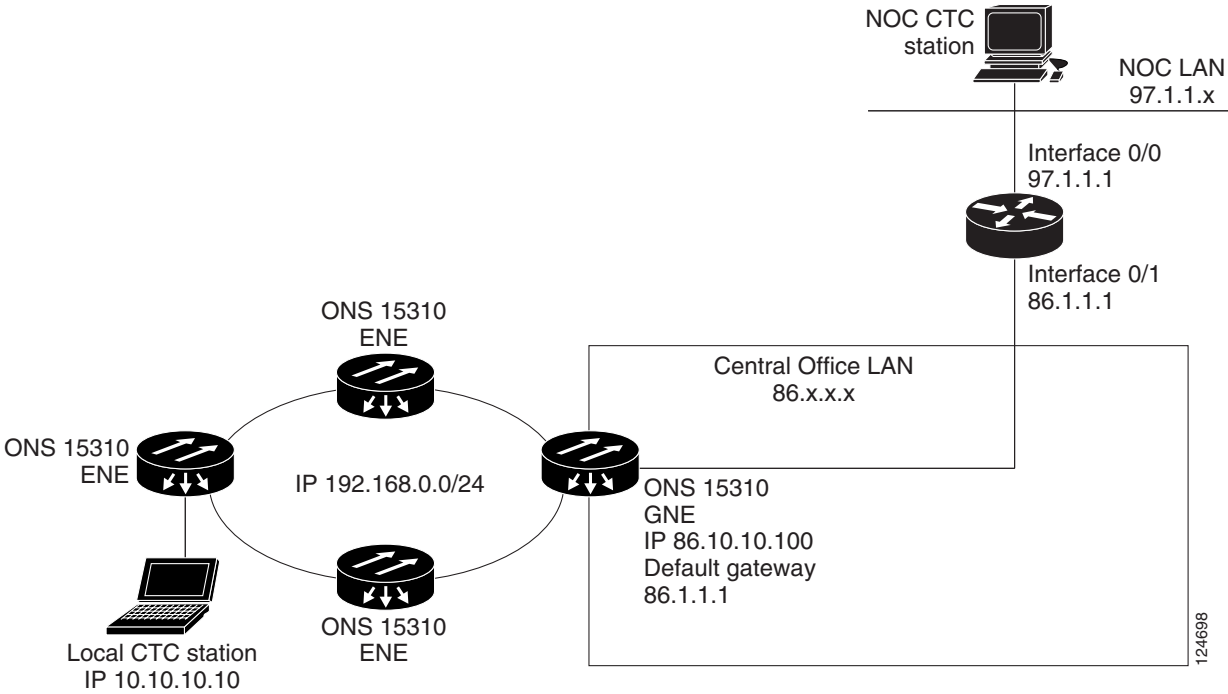 NOC CTC
station
NOC LAN
97.1.1.x
Interface 0/0
97.1.1.1
Interface 0/1
86.1.1.1
ONS 15310
ENE
Central Office LAN
86.x.x.x
ONS 15310
ENE
IP 192.168.0.0/24
ONS 15310
GNE
IP 86.10.10.100
Default gateway
86.1.1.1
ONS 15310
ENE
Local CTC station
IP 10.10.10.10
124698